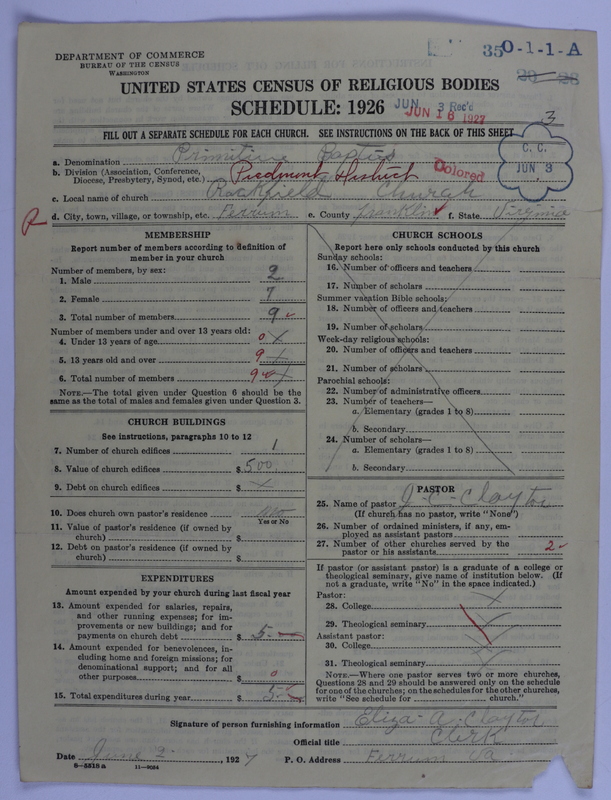 35 0-1-1-A
DEPARTMENT OF COMMERCE
BUREAU OF THE CENSUS
WASHINGTON
29-28
UNITED STATES CENSUS OF RELIGIOUS BODIES
SCHEDULE: 1926
JUN 3 Rec'd
JUN 18 1927
3
FILL OUT A SEPARATE SCHEDULE FOR EACH CHURCH. SEE INSTRUCTIONS ON THE BACK OF THIS SHEET
C. C.
JUN 3
a. Denomination Primitive Baptist
b. Division (Association, Conference, Diocese, Presbytery, Synod, etc.) Piedmont District
Colored
c. Local name of church Rockfield Church
d. City, town, village, or township, etc. Ferrum e. County Franklin f. State Virginia
MEMBERSHIP
Report number of members according to definition of member in your church
Number of members, by sex:
1. Male 2
2. Female 7
3. Total number of members 9
Number of members under and over 13 years old:
4. Under 13 years of age 0
5. 13 years old and over 9
6. Total number of members 9
NOTE.—The total given under Question 6 should be the same as the total of males and females given under Question 3.
CHURCH BUILDINGS
See instructions, paragraphs 10 to 12
7. Number of church edifices 1
8. Value of church edifices $500
9. Debt on church edifices $ x
10. Does church own pastor's residence
Yes or No
11. Value of pastor's residence (if owned by church) $
12. Debt on pastor's residence (if owned by church) $
EXPENDITURES
Amount expended by your church during last fiscal year
13. Amount expended for salaries, repairs, and other running expenses; for improvements or new buildings; and for payments on church debt $ 5
14. Amount expended for benevolences, including home and foreign missions; for denominational support; and for all other purposes $ 0
15. Total expenditures during year $ 5
CHURCH SCHOOLS
Report here only schools conducted by this church
Sunday schools:
16. Number of officers and teachers
17. Number of scholars
Summer vacation Bible schools:
18. Number of officers and teachers
19. Number of scholars
Week-day religious schools:
20. Number of officers and teachers
21. Number of scholars
Parochial schools:
22. Number of administrative officers
23. Number of teachers—
a. Elementary (grades 1 to 8)
b. Secondary
24. Number of scholars—
a. Elementary (grades 1 to 8)
b. Secondary
PASTOR
25. Name of pastor J-C-Clayton
(If church has no pastor, write "None")
26. Number of ordained ministers, if any, employed as assistant pastors
27. Number of other churches served by the pastor or his assistants 2
If pastor (or assistant pastor) is a graduate of a college or theological seminary, give name of institution below. (If not a graduate, write "No" in the space indicated.)
Pastor:
28. College
29. Theological seminary
Assistant pastor:
30. College
31. Theological seminary
NOTE.—Where one pastor serves two or more churches, Questions 28 and 29 should be answered only on the schedule for one of the churches; on the schedules for the other churches, write "See schedule for church."
Signature of person furnishing information Eliza-A-Clayton
Official title Clerk
Date June 2, 1927 P. O. Address Ferrum Va
6-5318a 11-9024